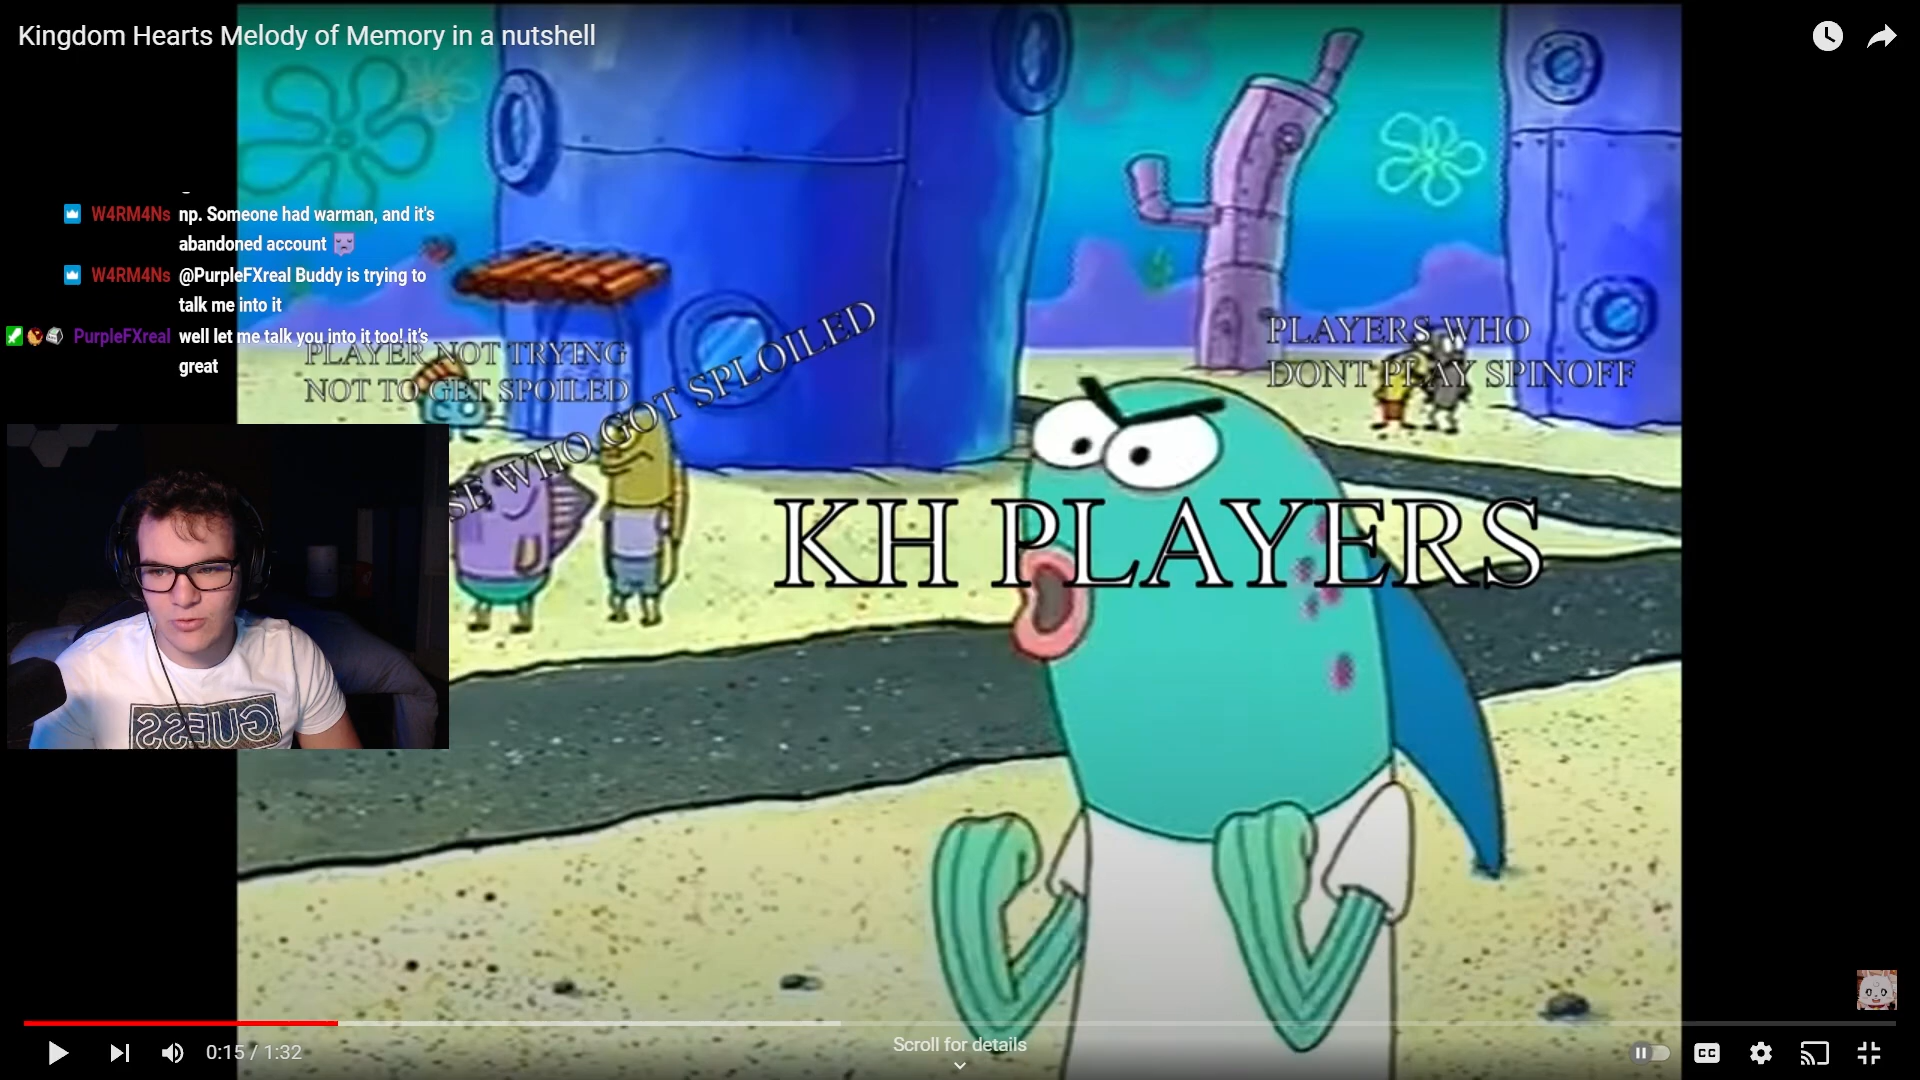 Kingdom Hearts Melody of Memory in a nutshell
W4RM4Ns np. Someone had warman, and it's
abandoned account
W4RM4Ns @PurpleFXreal Buddy is trying to
talk me into it
PurpleFXreal well let me talk you into it too! it's
great
PLAYER NOT TRYING
NOT TO GET SPOILED
WHO GOT SPLOILED
PLAYERS WHO
DONT PLAY SPINOFF
KH PLAYERS
GUESS
0:15 / 1:32
Scroll for details
CC